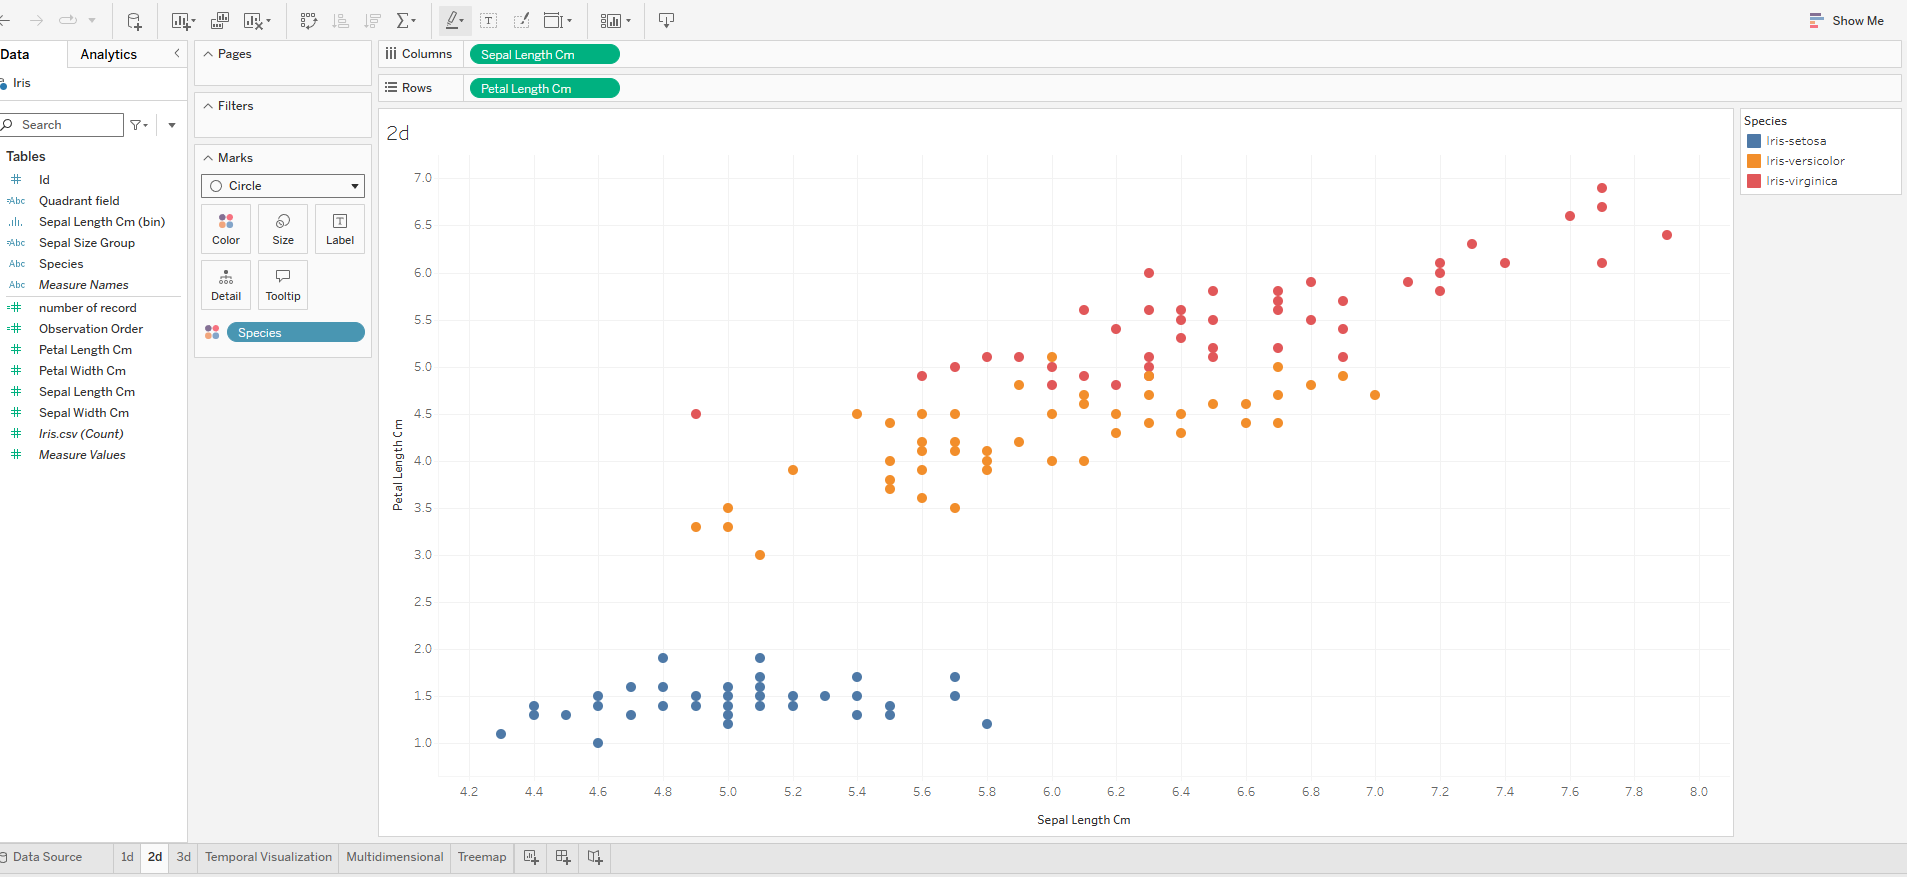 Show Me
Data
Analytics
Iris
Search
Tables
Id
Abc Quadrant field
Sepal Length Cm (bin)
Abc Sepal Size Group
Abc Species
Abc Measure Names
number of record
Observation Order
Petal Length Cm
Petal Width Cm
Sepal Length Cm
Sepal Width Cm
Iris.csv (Count)
Measure Values
Pages
Filters
Marks
Circle
Color
Size
Label
Detail
Tooltip
Species
Columns
Sepal Length Cm
Rows
Petal Length Cm
2d
7.0
6.5
6.0
5.5
5.0
4.5
4.0
3.5
3.0
2.5
2.0
1.5
1.0
Petal Length Cm
4.2 4.4 4.6 4.8 5.0 5.2 5.4 5.6 5.8 6.0 6.2 6.4 6.6 6.8 7.0 7.2 7.4 7.6 7.8 8.0
Sepal Length Cm
Species
Iris-setosa
Iris-versicolor
Iris-virginica
Data Source 1d 2d 3d Temporal Visualization Multidimensional Treemap